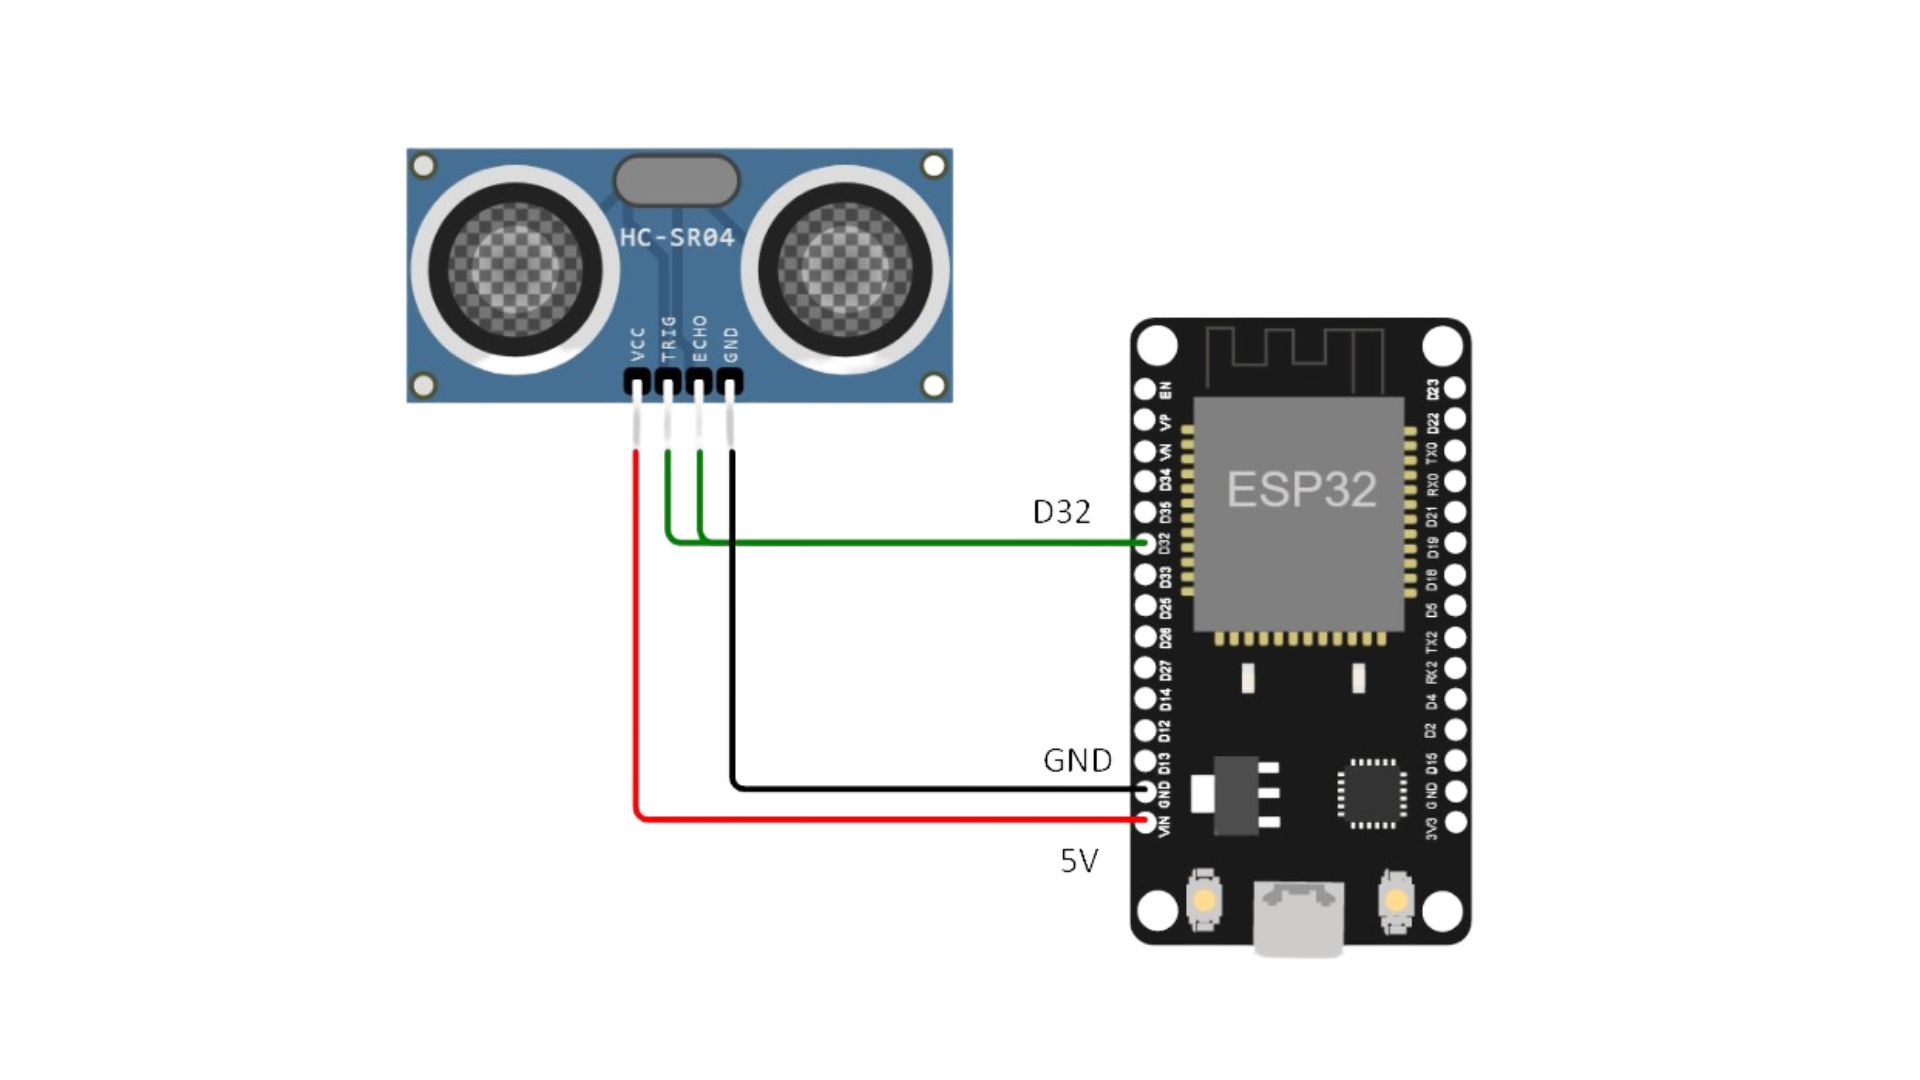 HC-SR04
VCC
TRIG
ECHO
GND
D32
GND
5V
ESP32
EN
VP
VN
D34
D35
D32
D33
D25
D26
D27
D14
D12
D13
GND
VIN
D23
D22
TX0
RX0
D21
D19
D18
D5
TX2
RX2
D4
D2
D15
GND
3V3